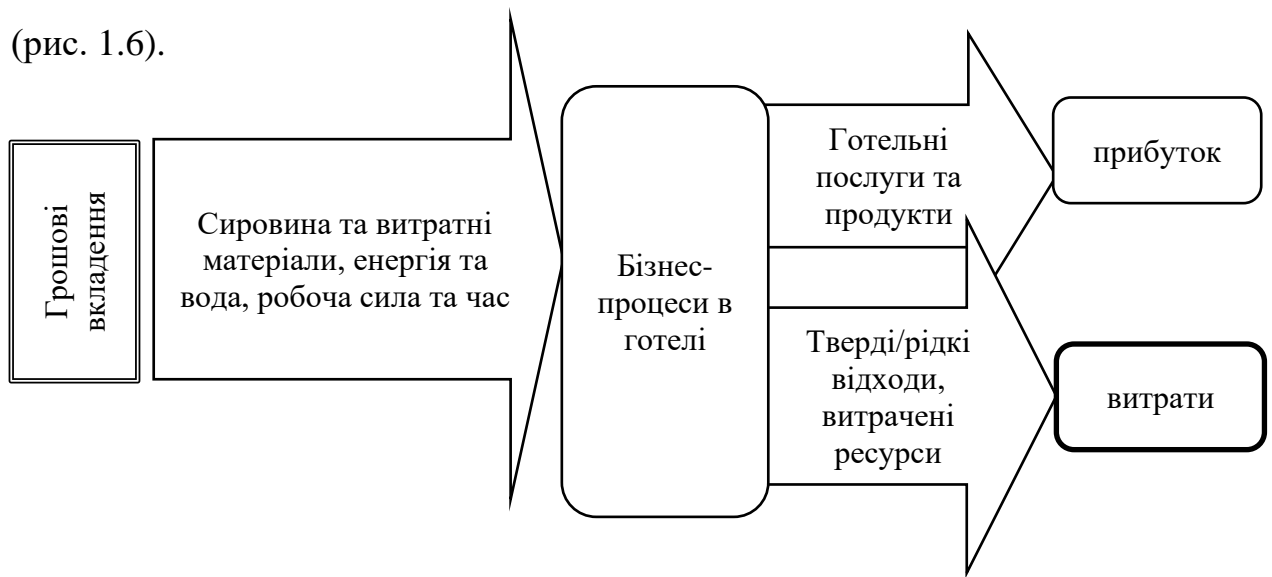 (рис. 1.6).
Грошові
вкладення
Сировина та витратні
матеріали, енергія та
вода, робоча сила та час
Бізнес-
процеси в
готелі
Готельні
послуги та
продукти
прибуток
Тверді/рідкі
відходи,
витрачені
ресурси
витрати